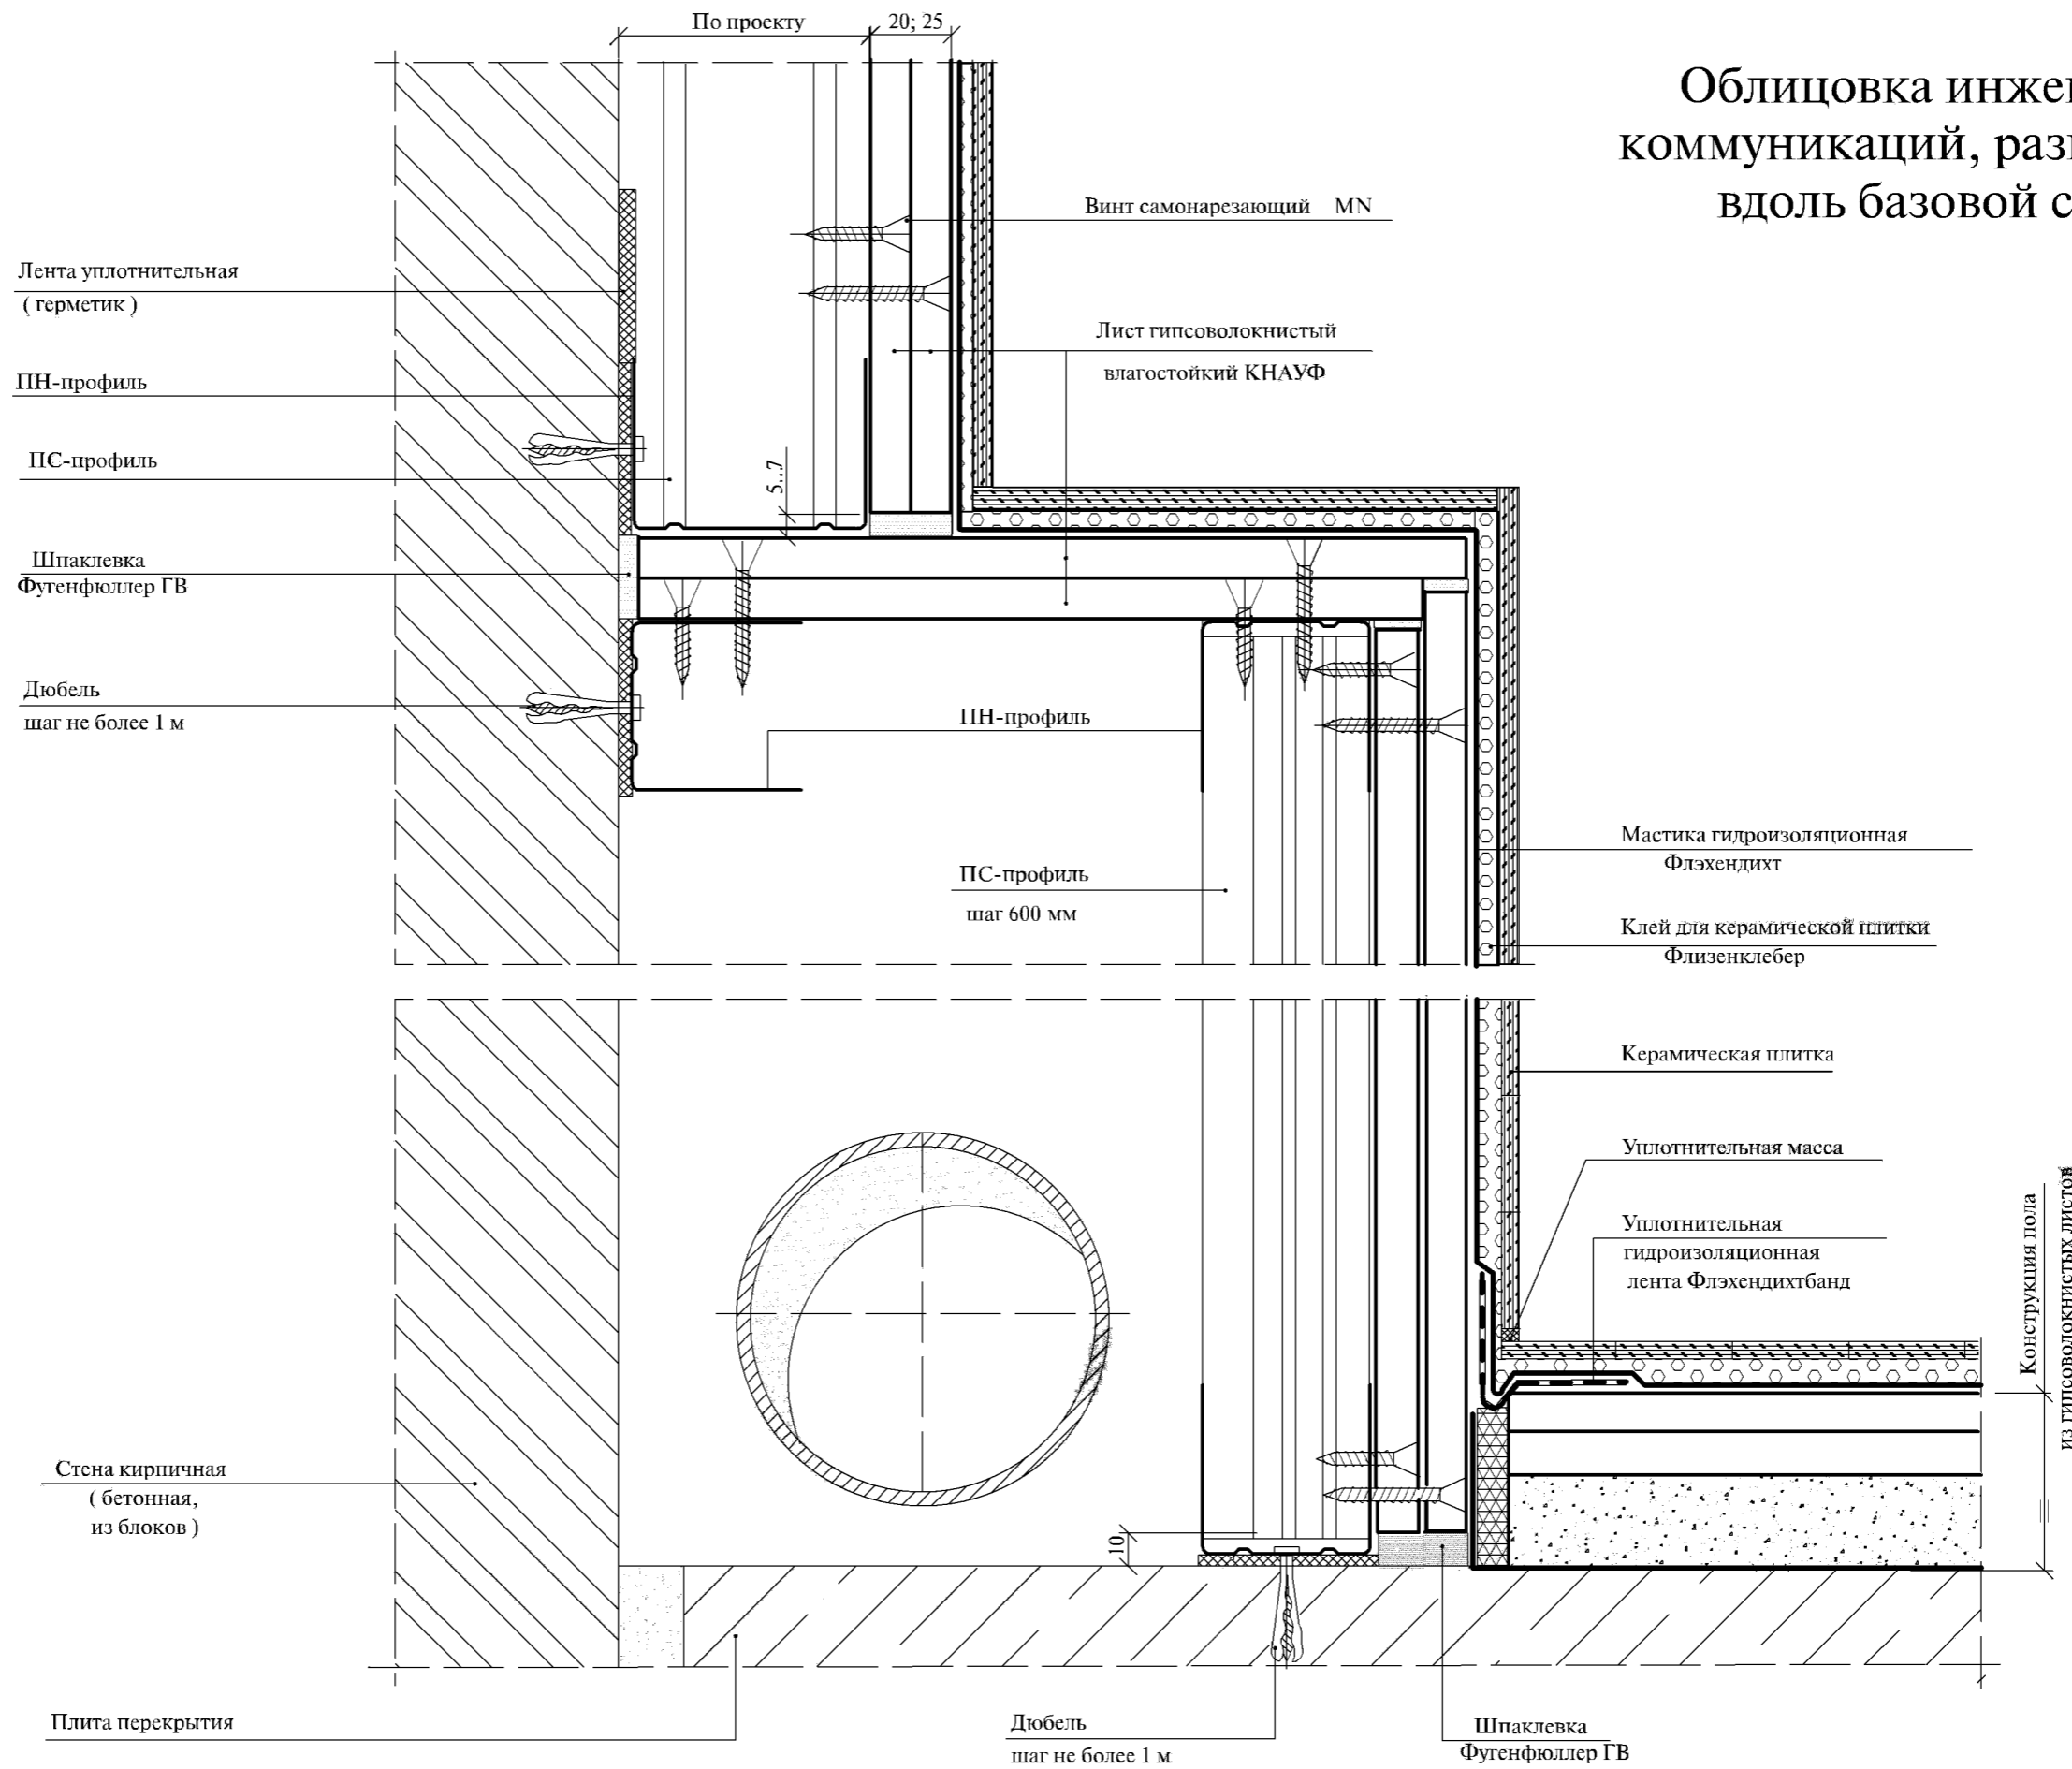 По проекту
20; 25
Облицовка
коммуникаций,
вдоль базовой
Винт самонарезающий MN
Лента уплотнительная
( герметик )
Лист гипсоволокнистый
влагостойкий КНАУФ
ПН-профиль
ПС-профиль
5..7
Шпаклевка
Фугенфюллер ГВ
Дюбель
шаг не более 1 м
ПН-профиль
ПС-профиль
шаг 600 мм
Мастика гидроизоляционная
Флэхендихт
Клей для керамической плитки
Флизенклебер
Керамическая плитка
Уплотнительная масса
Уплотнительная
гидроизоляционная
лента Флэхендихтбанд
Конструкция пола
из гипсоволокнистых листов
Стена кирпичная
( бетонная,
из блоков )
10
Плита перекрытия
Дюбель
шаг не более 1 м
Шпаклевка
Фугенфюллер ГВ